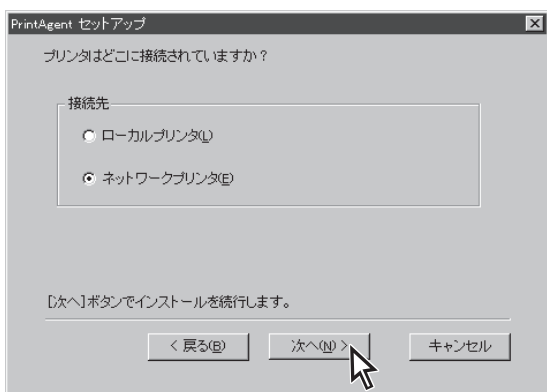 PrintAgent セットアップ
プリンタはどこに接続されていますか？
接続先
ローカルプリンタ(L)
ネットワークプリンタ(E)
[次へ]ボタンでインストールを続行します。
< 戻る(B) 次へ(N) > キャンセル